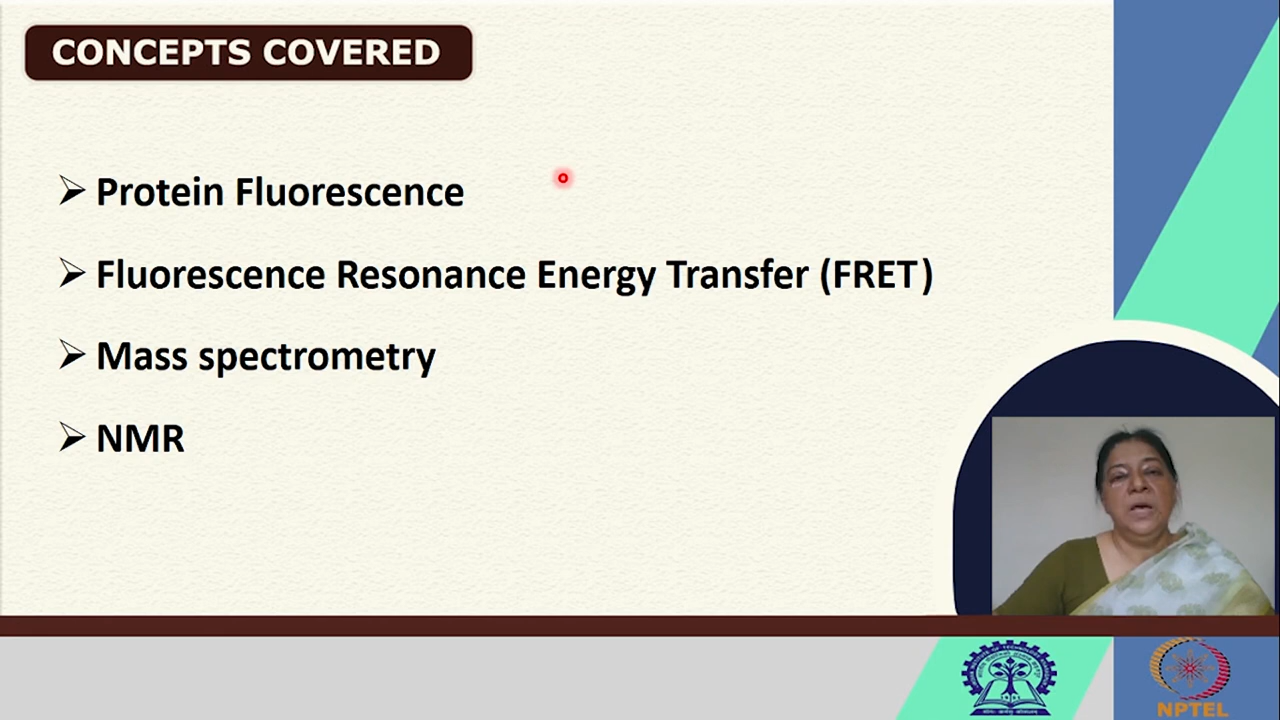 CONCEPTS COVERED
Protein Fluorescence
Fluorescence Resonance Energy Transfer (FRET)
Mass spectrometry
NMR
NPTEL